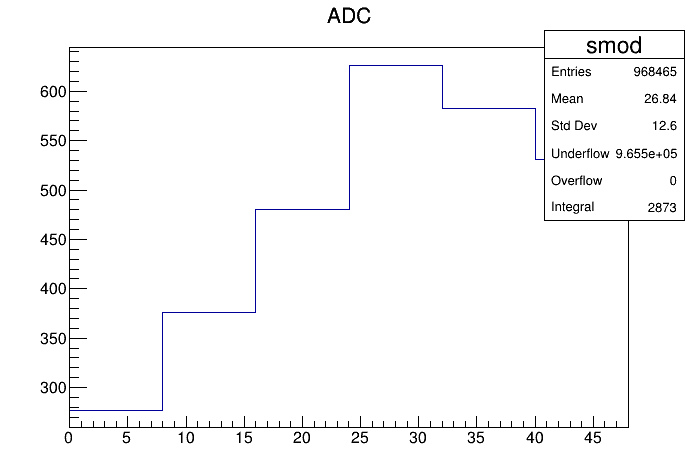 ADC
smod
Entries 968465
Mean 26.84
Std Dev 12.6
Underflow 9.655e+05
Overflow 0
Integral 2873
600
550
500
450
400
350
300
0 5 10 15 20 25 30 35 40 45